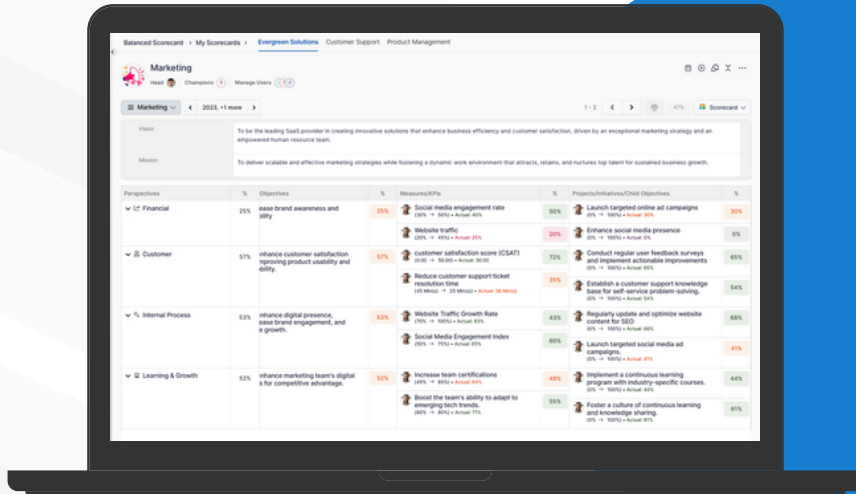 Balanced Scorecard › My Scorecards › Evergreen Solutions Customer Support Product Management
Marketing
Head Champions Manage Users
Marketing 2023, +1 more 1 - 2 Scorecard
Vision
To be the leading SaaS provider in creating innovative solutions that enhance business efficiency and customer satisfaction, driven by an exceptional marketing strategy and an
empowered human resource team.
Mission
To deliver scalable and effective marketing strategies while fostering a dynamic work environment that attracts, retains, and nurtures top talent for sustained business growth.
Perspectives % Objectives % Measures/KPIs % Projects/Initiatives/Child Objectives %
Financial 25%
ease brand awareness and
ility
25%
Social media engagement rate
(30% → 50%) • Actual: 40%
50%
Website traffic
(20% → 45%) • Actual: 25%
20%
Launch targeted online ad campaigns
(0% → 100%) • Actual: 30%
30%
Enhance social media presence
(0% → 100%) • Actual: 0%
0%
Customer 57%
nhance customer satisfaction
mproving product usability and
ibility.
57%
customer satisfaction score (CSAT)
(0.00 → 50.00) • Actual: 36.00
72%
Reduce customer support ticket
resolution time
(45 Min(s) → 25 Min(s)) • Actual: 38 Min(s)
35%
Conduct regular user feedback surveys
and implement actionable improvements
(0% → 100%) • Actual: 65%
65%
Establish a customer support knowledge
base for self-service problem-solving.
(0% → 100%) • Actual: 54%
54%
Internal Process 53%
nhance digital presence,
ease brand engagement, and
e growth.
53%
Website Traffic Growth Rate
(70% → 100%) • Actual: 83%
43%
Social Media Engagement Index
(50% → 75%) • Actual: 65%
60%
Regularly update and optimize website
content for SEO
(0% → 100%) • Actual: 68%
68%
Launch targeted social media ad
campaigns.
(0% → 100%) • Actual: 41%
41%
Learning & Growth 52%
nhance marketing team's digital
s for competitive advantage.
52%
Increase team certifications
(45% → 85%) • Actual: 64%
48%
Boost the team's ability to adapt to
emerging tech trends.
(60% → 80%) • Actual: 71%
55%
Implement a continuous learning
program with industry-specific courses.
(0% → 100%) • Actual: 44%
44%
Foster a culture of continuous learning
and knowledge sharing.
(0% → 100%) • Actual: 61%
61%